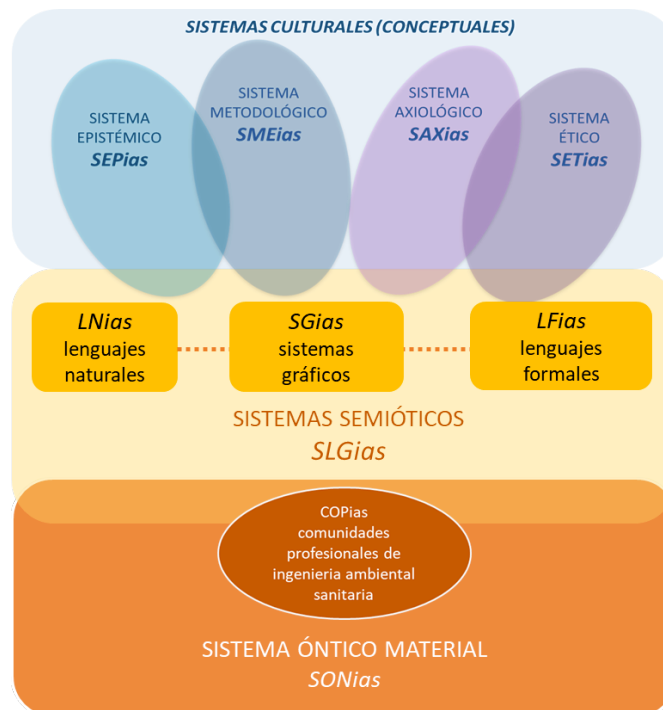 SISTEMAS CULTURALES (CONCEPTUALES)
SISTEMA
EPISTÉMICO
SEPias
SISTEMA
METODOLÓGICO
SMEias
SISTEMA
AXIOLÓGICO
SAXias
SISTEMA
ÉTICO
SETias
LNias
lenguajes
naturales
SGias
sistemas
gráficos
LFias
lenguajes
formales
SISTEMAS SEMIÓTICOS
SLGias
COPias
comunidades
profesionales de
ingenieria ambiental
sanitaria
SISTEMA ÓNTICO MATERIAL
SONias